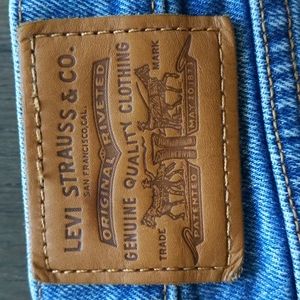 LEVI STRAUSS & CO.
SAN FRANCISCO, CAL.
ORIGINAL RIVETED
GENUINE QUALITY CLOTHING
TRADE MARK
PATENTED MAY 20 1873